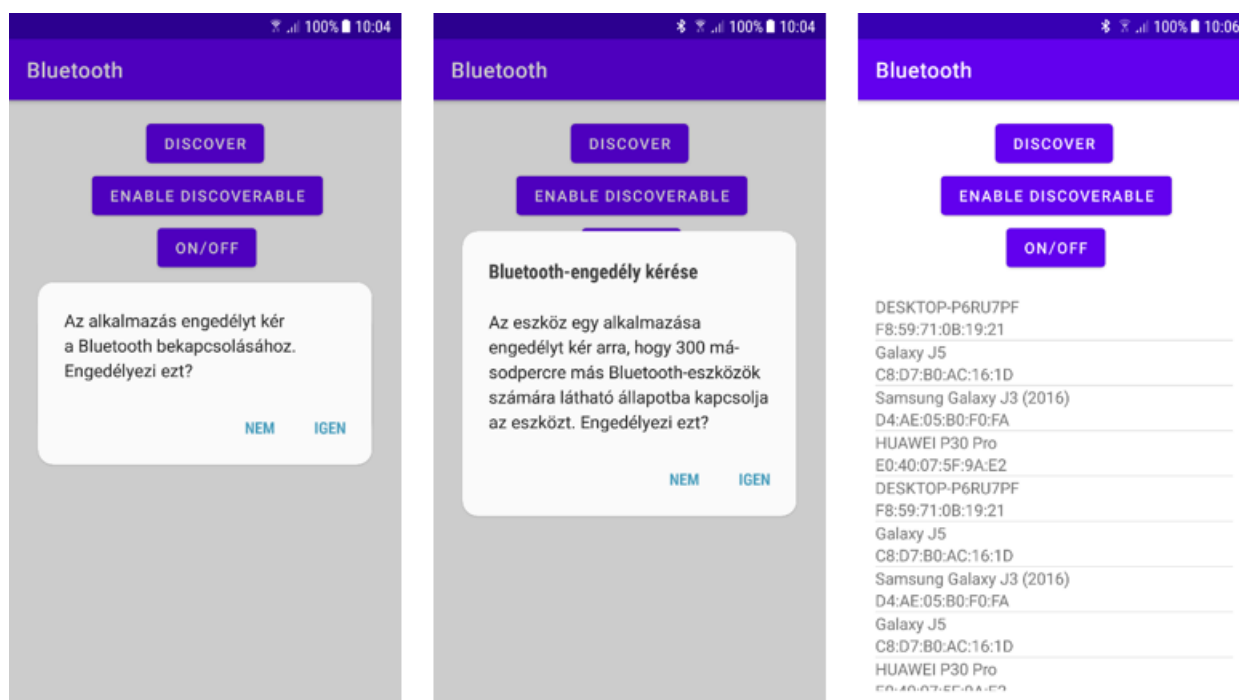 100% 10:04
Bluetooth
DISCOVER
ENABLE DISCOVERABLE
ON/OFF
Az alkalmazás engedélyt kér
a Bluetooth bekapcsolásához.
Engedélyezi ezt?
NEM IGEN
100% 10:04
Bluetooth
DISCOVER
ENABLE DISCOVERABLE
Bluetooth-engedély kérése
Az eszköz egy alkalmazása
engedélyt kér arra, hogy 300 má-
sodpercre más Bluetooth-eszközök
számára látható állapotba kapcsolja
az eszközt. Engedélyezi ezt?
NEM IGEN
100% 10:06
Bluetooth
DISCOVER
ENABLE DISCOVERABLE
ON/OFF
DESKTOP-P6RU7PF
F8:59:71:0B:19:21
Galaxy J5
C8:D7:B0:AC:16:1D
Samsung Galaxy J3 (2016)
D4:AE:05:B0:F0:FA
HUAWEI P30 Pro
E0:40:07:5F:9A:E2
DESKTOP-P6RU7PF
F8:59:71:0B:19:21
Galaxy J5
C8:D7:B0:AC:16:1D
Samsung Galaxy J3 (2016)
D4:AE:05:B0:F0:FA
Galaxy J5
C8:D7:B0:AC:16:1D
HUAWEI P30 Pro